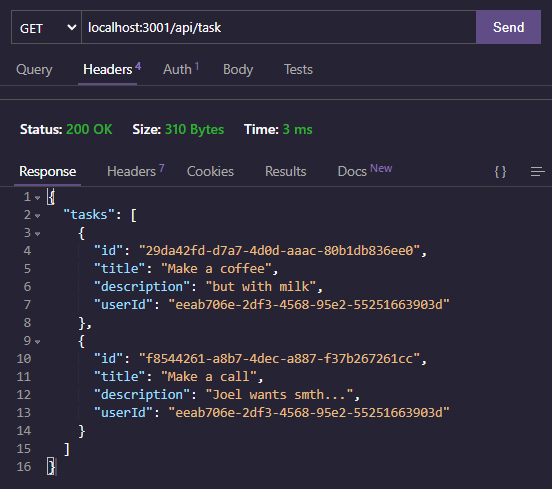 GET localhost:3001/api/task Send
Query Headers 4 Auth 1 Body Tests
Status: 200 OK Size: 310 Bytes Time: 3 ms
Response Headers 7 Cookies Results Docs New { }
1 {
2 "tasks": [
3 {
4 "id": "29da42fd-d7a7-4d0d-aaac-80b1db836ee0",
5 "title": "Make a coffee",
6 "description": "but with milk",
7 "userId": "eeab706e-2df3-4568-95e2-55251663903d"
8 },
9 {
10 "id": "f8544261-a8b7-4dec-a887-f37b267261cc",
11 "title": "Make a call",
12 "description": "Joel wants smth...",
13 "userId": "eeab706e-2df3-4568-95e2-55251663903d"
14 }
15 ]
16 }